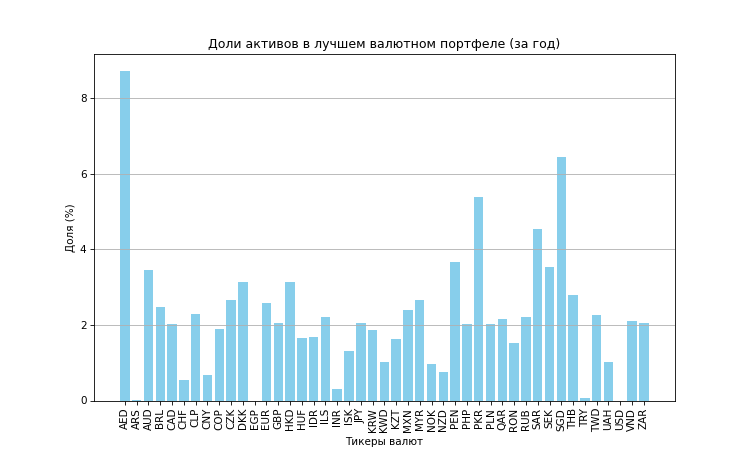 Доли активов в лучшем валютном портфеле (за год)
Доля (%)
8
6
4
2
0
AED ARS AUD BRL CAD CHF CLP CNY COP CZK DKK EGP EUR GBP HKD HUF IDR ILS INR ISK JPY KRW KWD KZT MXN MYR NOK NZD PEN PHP PKR PLN QAR RON RUB SAR SEK SGD THB TRY TWD UAH USD VND ZAR
Тикеры валют